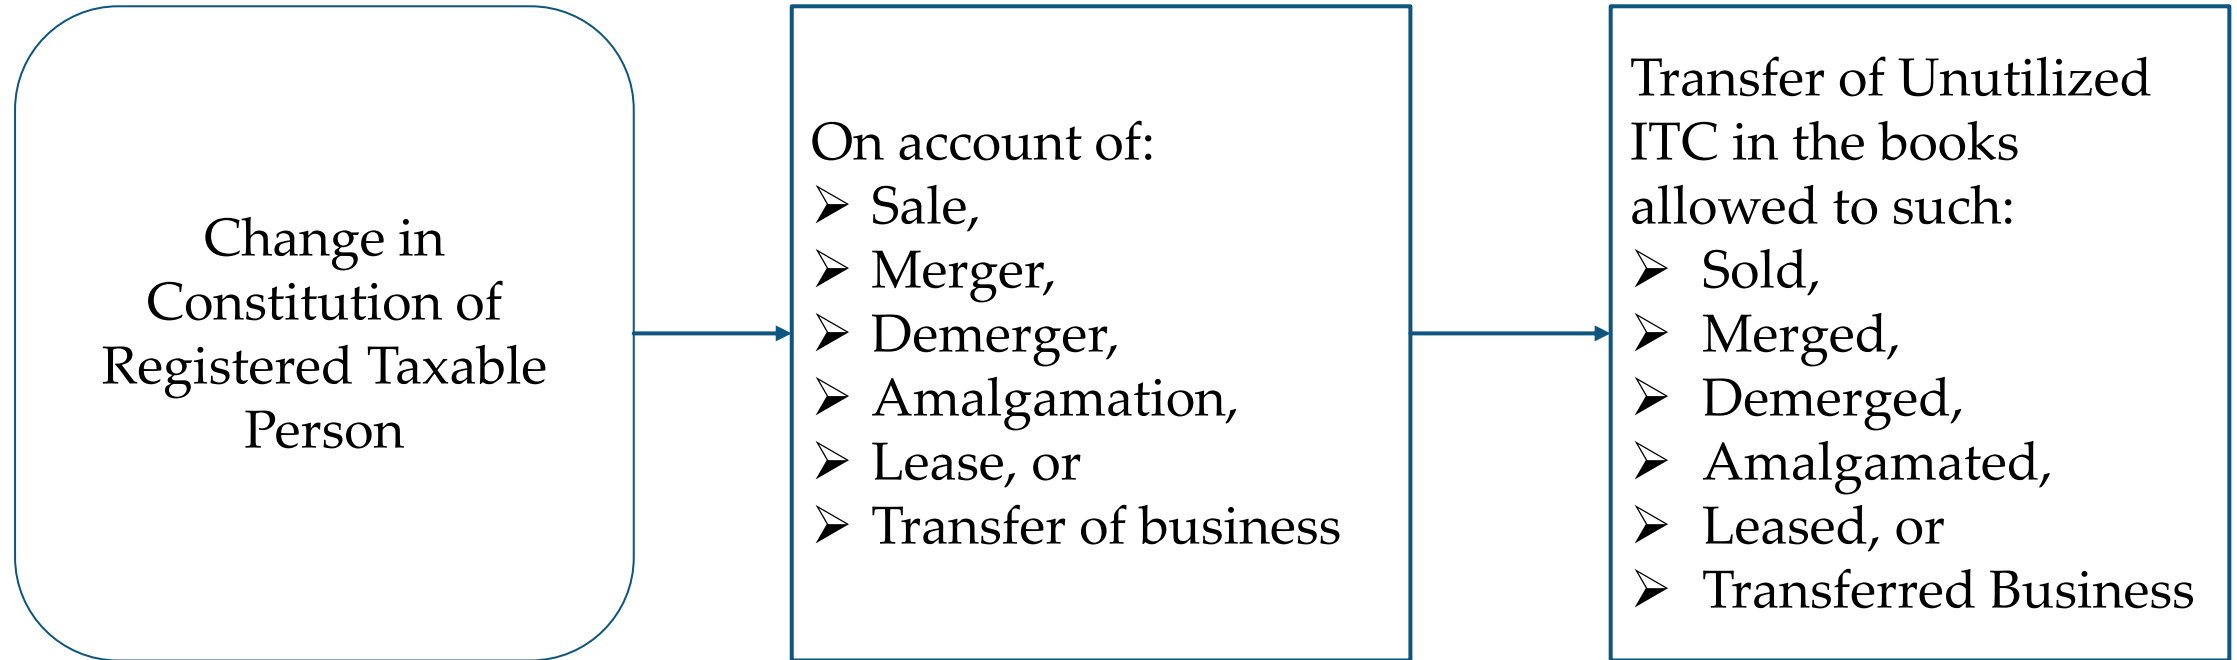 Change in
Constitution of
Registered Taxable
Person
On account of:
➢ Sale,
➢ Merger,
➢ Demerger,
➢ Amalgamation,
➢ Lease, or
➢ Transfer of business
Transfer of Unutilized
ITC in the books
allowed to such:
➢ Sold,
➢ Merged,
➢ Demerged,
➢ Amalgamated,
➢ Leased, or
➢ Transferred Business